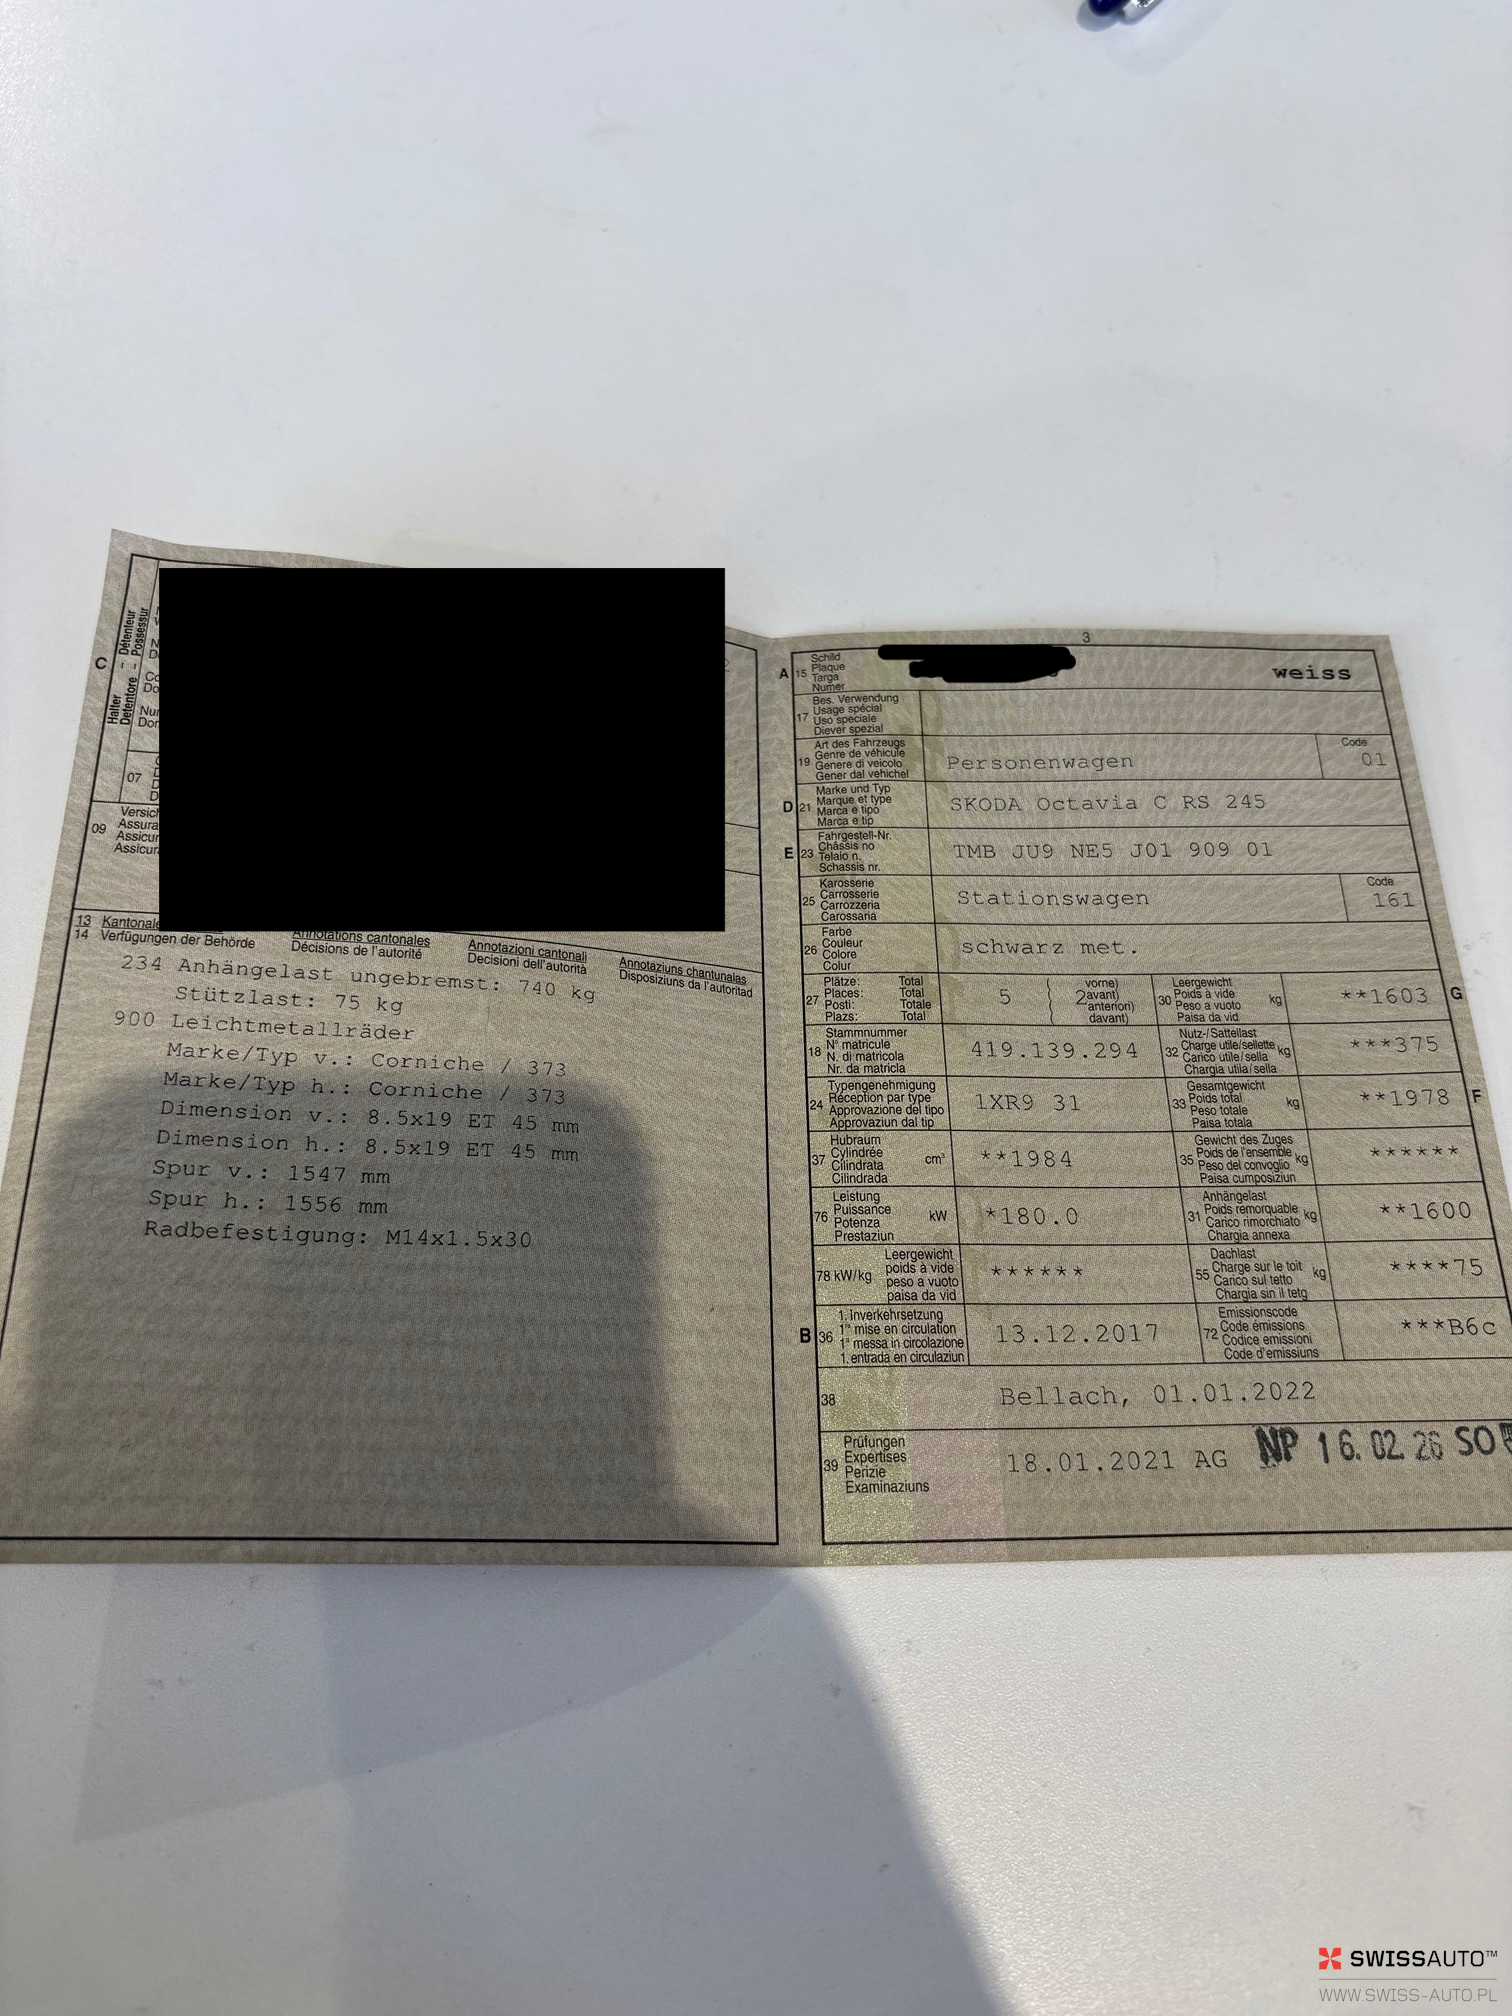 C
Halter - Détenteur
Detentore - Possessur
07
09
Assura
13 Kantonale
Annotations cantonales
Annotazioni cantonali
Annotaziuns chantunalas
14 Verfügungen der Behörde
Décisions de l'autorité
Decisioni dell'autorità
Disposiziuns da l'autoritad
234 Anhängelast ungebremst: 740 kg
Stützlast: 75 kg
900 Leichtmetallräder
Marke/Typ v.: Corniche / 373
Marke/Typ h.: Corniche / 373
Dimension v.: 8.5x19 ET 45 mm
Dimension h.: 8.5x19 ET 45 mm
Spur v.: 1547 mm
Spur h.: 1556 mm
Radbefestigung: M14x1.5x30
3
A 15
Schild
Plaque
Targa
Numer
weiss
17
Bes. Verwendung
Usage spécial
Uso speciale
Diever spezial
19
Art des Fahrzeugs
Genre de véhicule
Genere di veicolo
Gener dal vehichel
Personenwagen
Code
01
D 21
Marke und Typ
Marque et type
Marca e tipo
Marca e tip
SKODA Octavia C RS 245
E 23
Fahrgestell-Nr.
Châssis no
Telaio n.
Schassis nr.
TMB JU9 NE5 J01 909 01
25
Karosserie
Carrosserie
Carrozzeria
Carossaria
Stationswagen
Code
161
26
Farbe
Couleur
Colore
Colur
schwarz met.
27
Plätze: Total
Places: Total
Posti: Totale
Plazs: Total
5
2
vorne)
avant)
anteriori)
davant)
30
Leergewicht
Poids à vide
Peso a vuoto
Paisa da vid
kg
**1603
G
18
Stammnummer
N° matricule
N. di matricola
Nr. da matricla
419.139.294
32
Nutz-/Sattellast
Charge utile/sellette
Carico utile/sella
Chargia utila/sella
kg
***375
24
Typengenehmigung
Réception par type
Approvazione del tipo
Approvaziun dal tip
1XR9 31
33
Gesamtgewicht
Poids total
Peso totale
Paisa totala
kg
**1978
F
37
Hubraum
Cylindrée
Cilindrata
Cilindrada
cm³
**1984
35
Gewicht des Zuges
Poids de l'ensemble
Peso del convoglio
Paisa cumposiziun
kg
******
76
Leistung
Puissance
Potenza
Prestaziun
kW
*180.0
31
Anhängelast
Poids remorquable
Carico rimorchiato
Chargia annexa
kg
**1600
78 kW/kg
Leergewicht
poids à vide
peso a vuoto
paisa da vid
******
55
Dachlast
Charge sur le toit
Carico sul tetto
Chargia sin il tetg
kg
****75
B 36
1. Inverkehrsetzung
1re mise en circulation
1a messa in circolazione
1. entrada en circulaziun
13.12.2017
72
Emissionscode
Code émissions
Codice emissioni
Code d'emissiuns
***B6c
38
Bellach, 01.01.2022
39
Prüfungen
Expertises
Perizie
Examinaziuns
18.01.2021 AG
NP 16.02.26 SO
SWISSAUTO™
WWW.SWISS-AUTO.PL